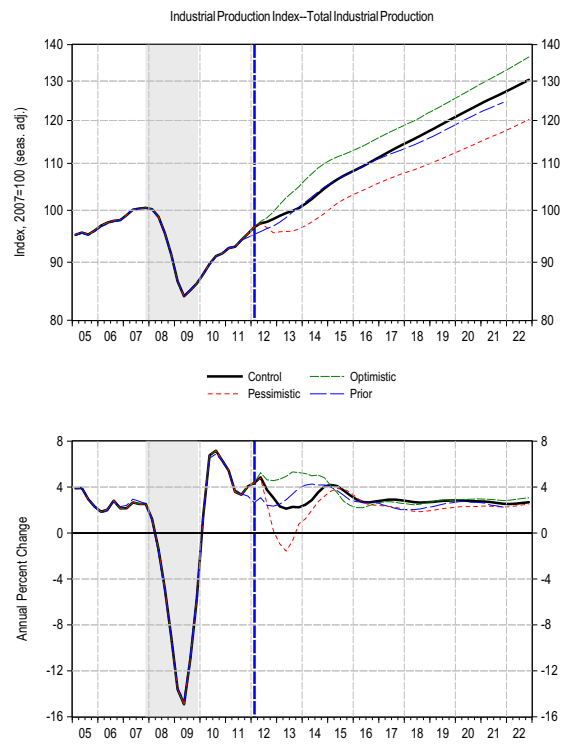 Industrial Production Index--Total Industrial Production
Index, 2007=100 (seas. adj.)
140 140
130 130
120 120
110 110
100 100
90 90
80 80
05 06 07 08 09 10 11 12 13 14 15 16 17 18 19 20 21 22
Control Optimistic
Pessimistic Prior
Annual Percent Change
8 8
4 4
0 0
-4 -4
-8 -8
-12 -12
-16 -16
05 06 07 08 09 10 11 12 13 14 15 16 17 18 19 20 21 22